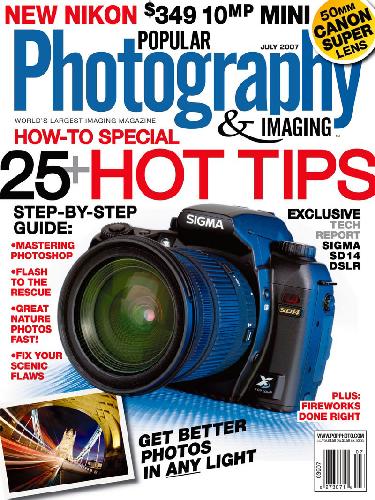 NEW NIKON $349 10MP MINI
50MM
CANON
SUPER
LENS
POPULAR
JULY 2007
Photography
WORLD'S LARGEST IMAGING MAGAZINE
& IMAGING
HOW-TO SPECIAL
25+ HOT TIPS
STEP-BY-STEP
GUIDE:
•MASTERING
PHOTOSHOP
•FLASH
TO THE
RESCUE
•GREAT
NATURE
PHOTOS
FAST!
•FIX YOUR
SCENIC
FLAWS
SIGMA
SD14
EXCLUSIVE
TECH
REPORT
SIGMA
SD14
DSLR
PLUS:
FIREWORKS
DONE RIGHT
GET BETTER
PHOTOS
IN ANY LIGHT
WWW.POPPHOTO.COM
07